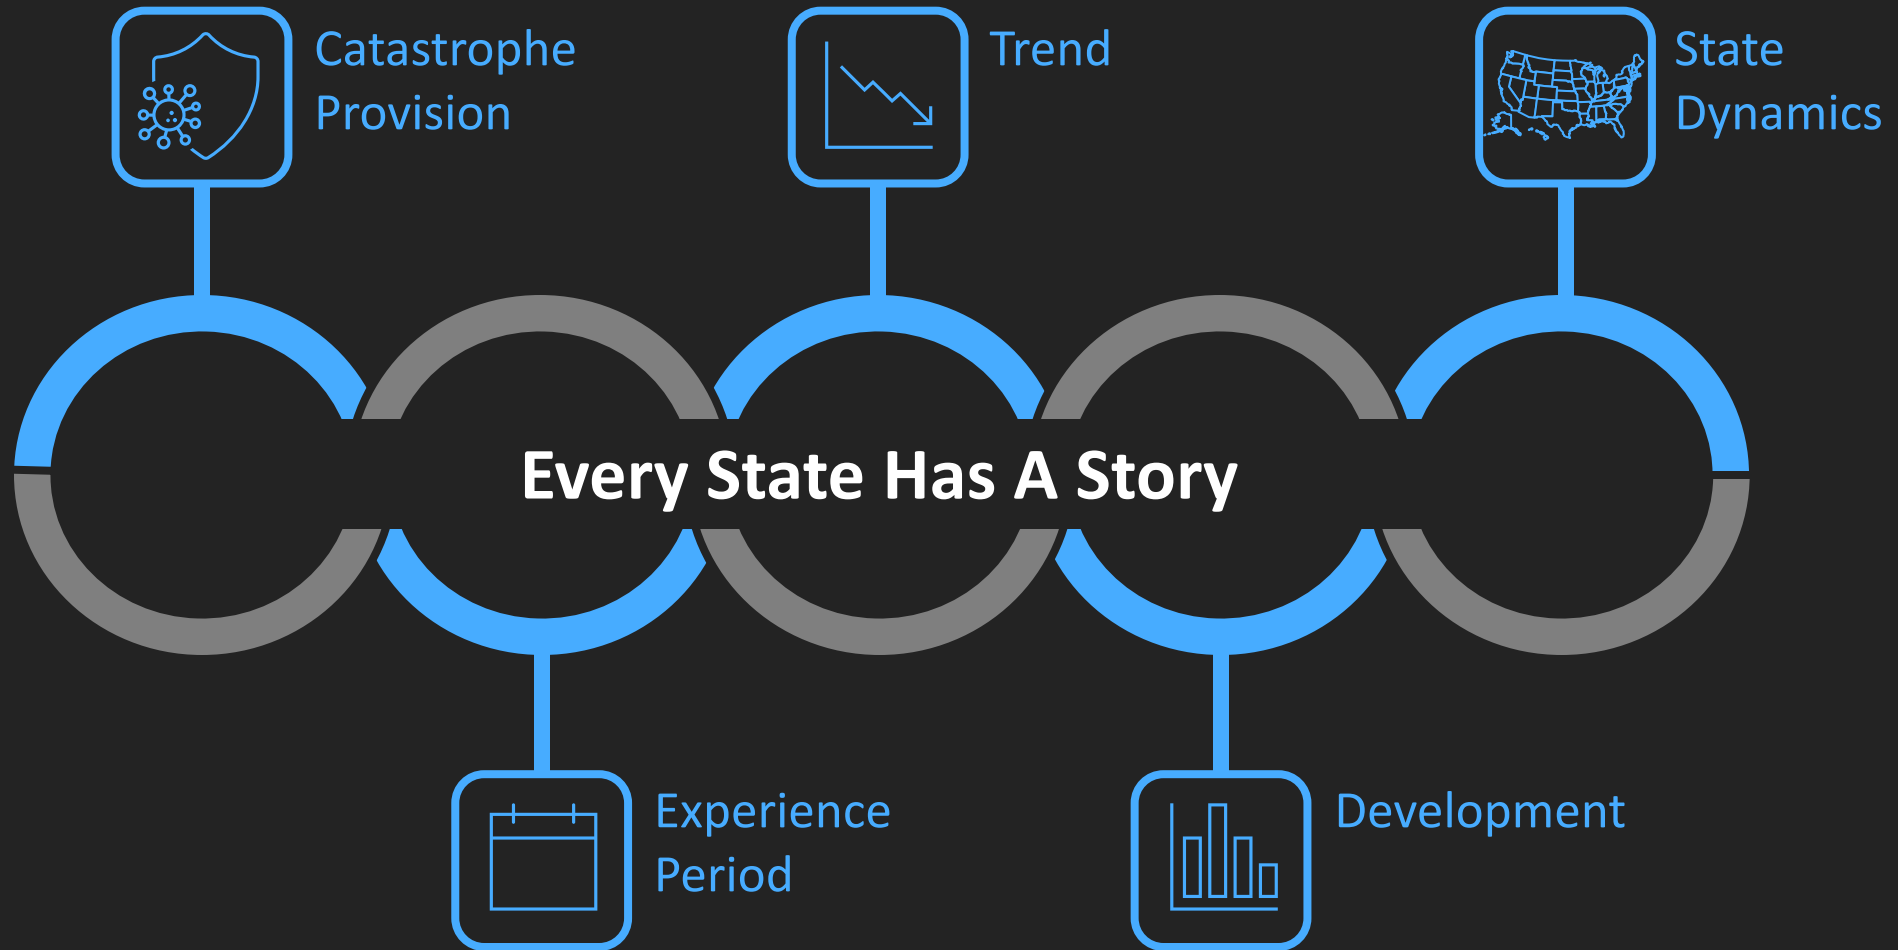 Catastrophe
Provision
Trend
State
Dynamics
Every State Has A Story
Experience
Period
Development